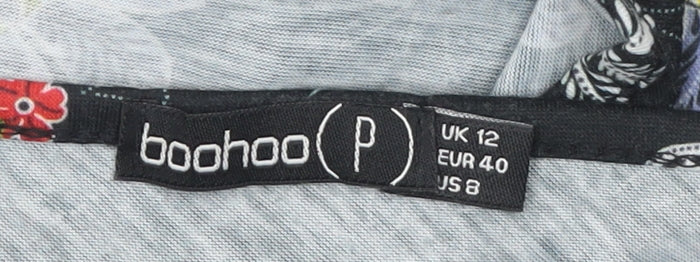 boohoo (P)
UK 12
EUR 40
US 8